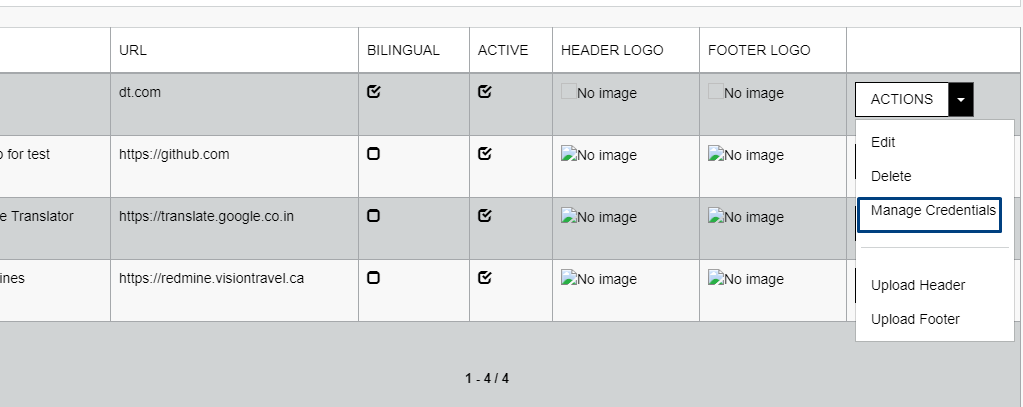 URL BILINGUAL ACTIVE HEADER LOGO FOOTER LOGO
dt.com No image No image ACTIONS
Edit
for test https://github.com No image No image
Delete
Manage Credentials
e Translator https://translate.google.co.in No image No image
ines https://redmine.visiontravel.ca No image No image
Upload Header
Upload Footer
1 - 4 / 4